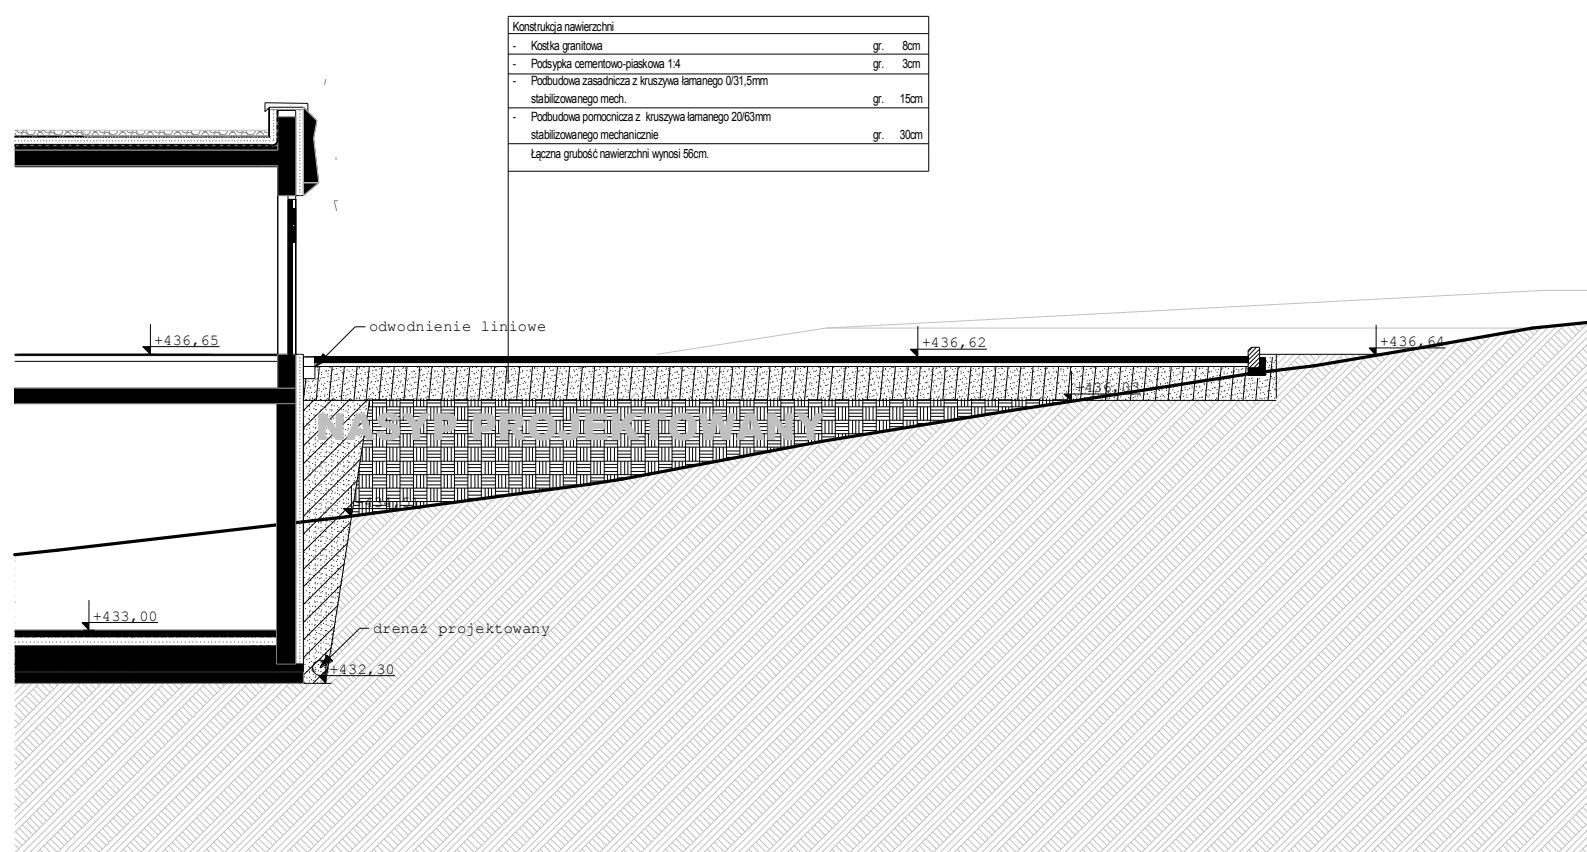 Konstrukcja nawierzchni
- Kostka granitowa gr. 8cm
- Podsypka cementowo-piaskowa 1:4 gr. 3cm
- Podbudowa zasadnicza z kruszywa łamanego 0/31,5mm
stabilizowanego mech. gr. 15cm
- Podbudowa pomocnicza z kruszywa łamanego 20/63mm
stabilizowanego mechanicznie gr. 30cm
Łączna grubość nawierzchni wynosi 56cm.
odwodnienie liniowe
+436,65
+436,62
+436,64
+436,03
NASYP PROJEKTOWANY
+433,00
drenaż projektowany
+432,30